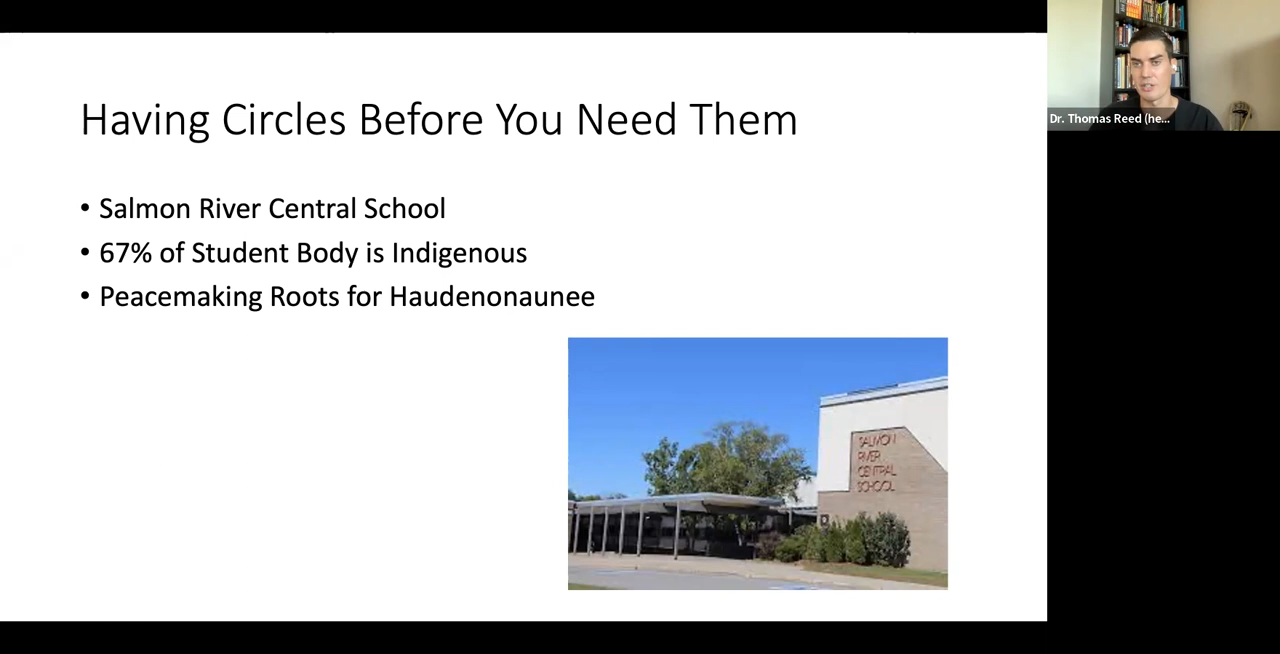 Having Circles Before You Need Them
• Salmon River Central School
• 67% of Student Body is Indigenous
• Peacemaking Roots for Haudenonaunee
SALMON
RIVER
CENTRAL
SCHOOL
Dr. Thomas Reed (he...